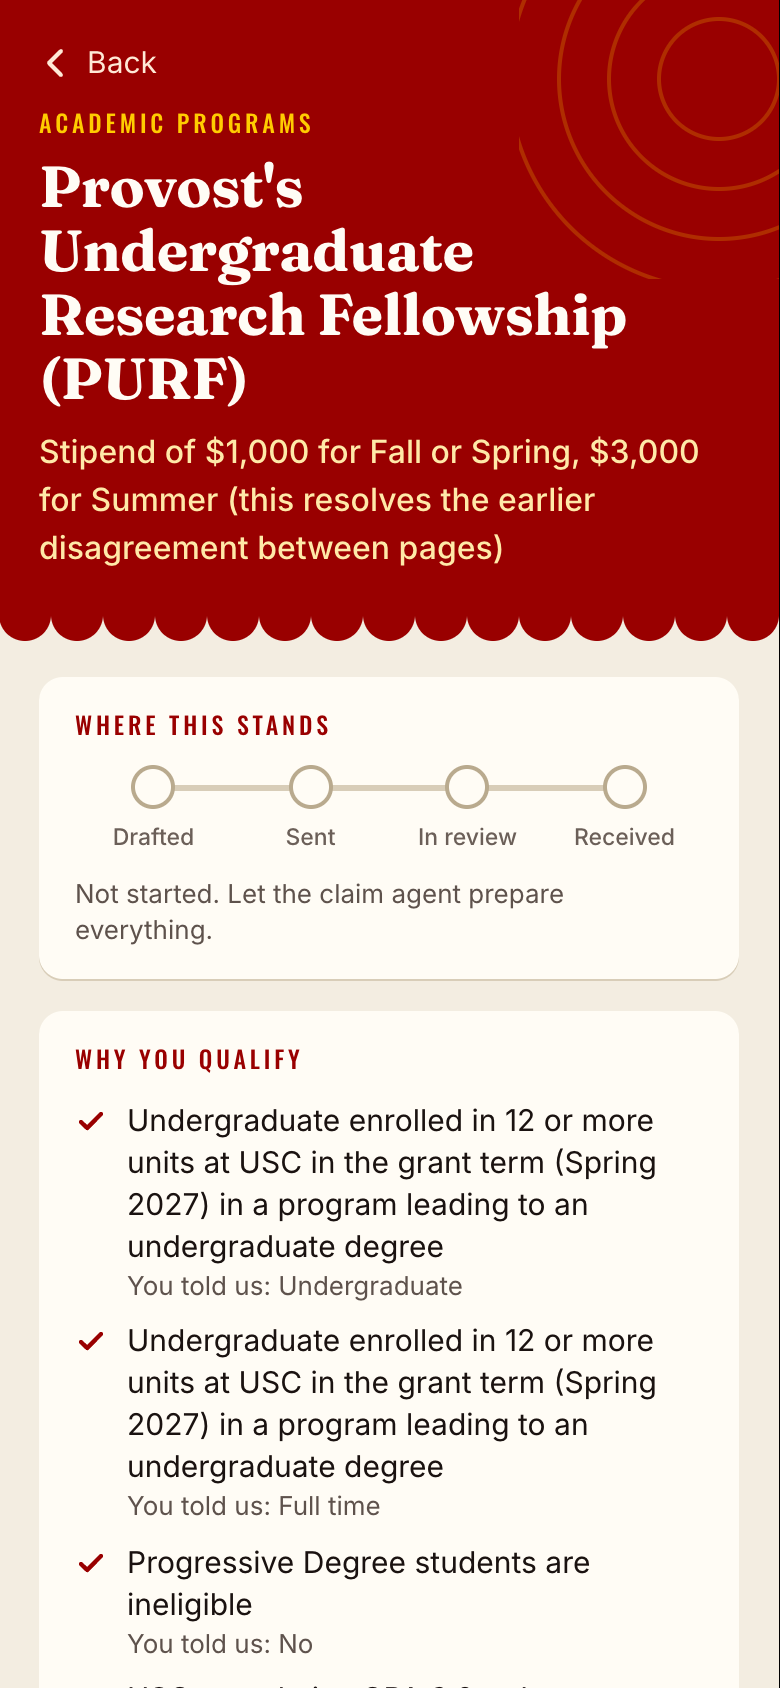 Back
ACADEMIC PROGRAMS
Provost's
Undergraduate
Research Fellowship
(PURF)
Stipend of $1,000 for Fall or Spring, $3,000
for Summer (this resolves the earlier
disagreement between pages)
WHERE THIS STANDS
Drafted Sent In review Received
Not started. Let the claim agent prepare
everything.
WHY YOU QUALIFY
Undergraduate enrolled in 12 or more
units at USC in the grant term (Spring
2027) in a program leading to an
undergraduate degree
You told us: Undergraduate
Undergraduate enrolled in 12 or more
units at USC in the grant term (Spring
2027) in a program leading to an
undergraduate degree
You told us: Full time
Progressive Degree students are
ineligible
You told us: No